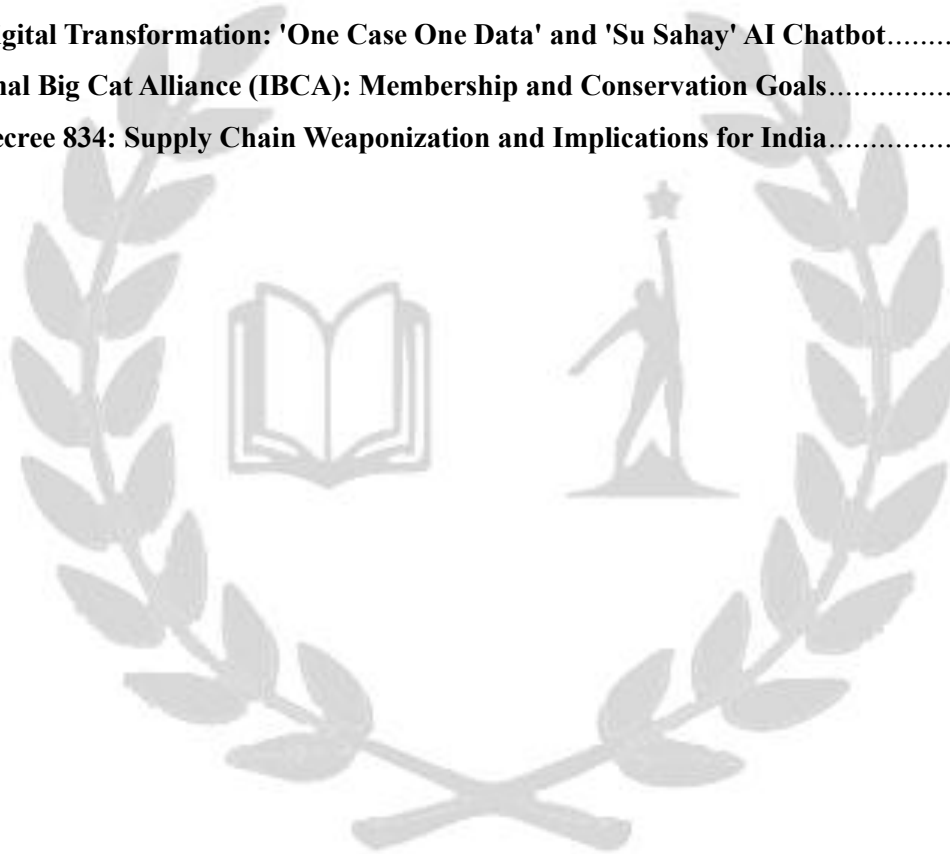 gital Transformation: 'One Case One Data' and 'Su Sahay' AI Chatbot.......
nal Big Cat Alliance (IBCA): Membership and Conservation Goals...............
ecree 834: Supply Chain Weaponization and Implications for India...............